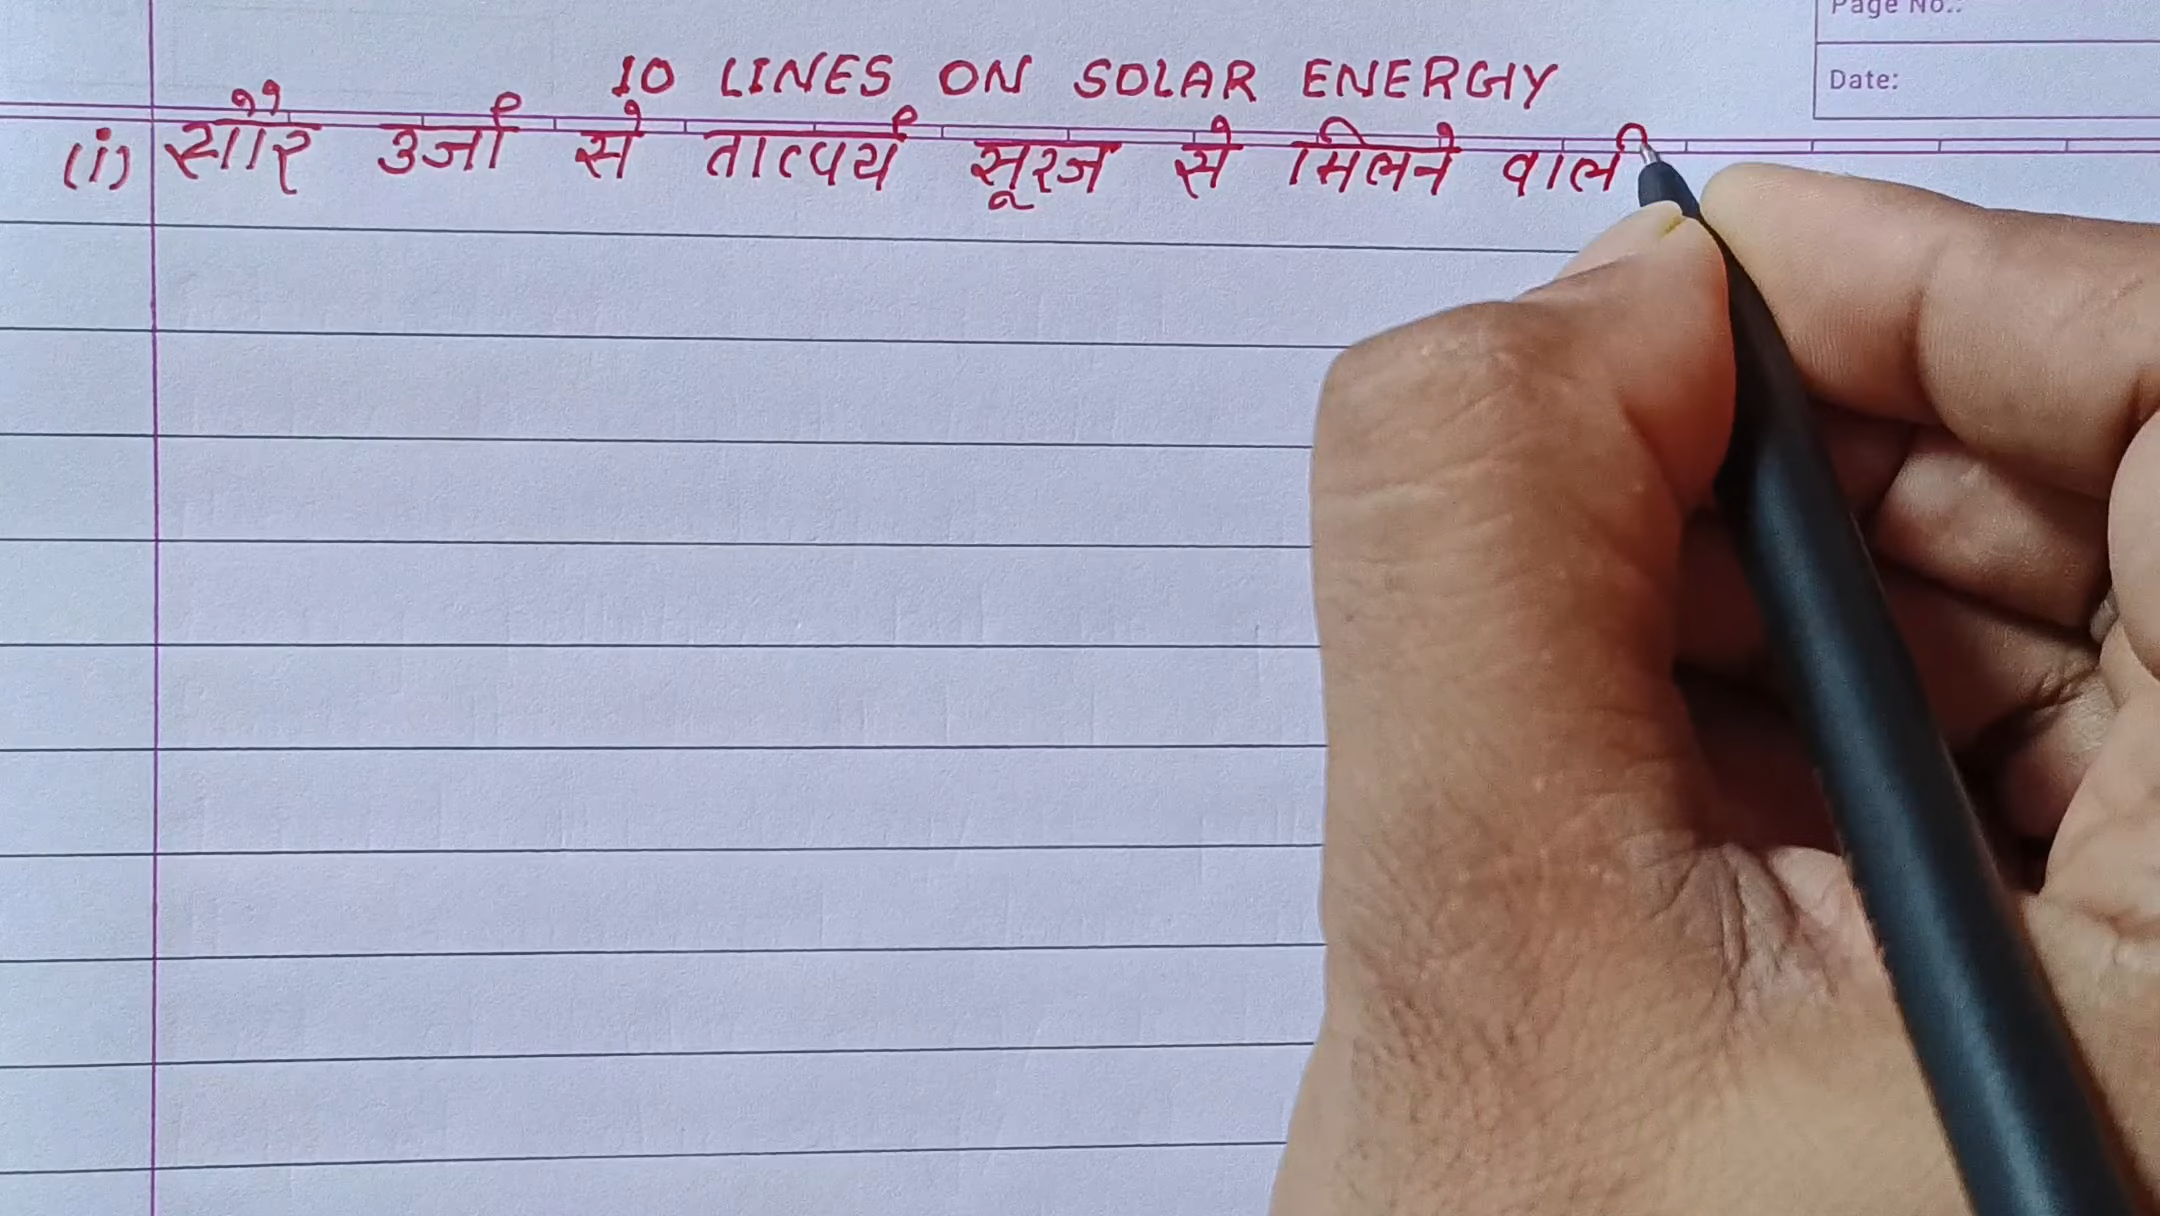 Page No.:
10 LINES ON SOLAR ENERGY
Date:
(i) सौर उर्जा से तात्पर्य सूरज से मिलने वाली